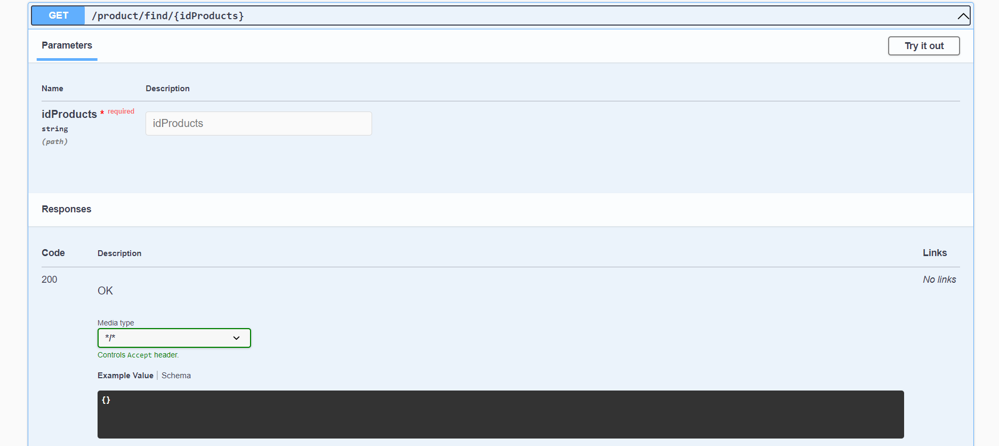 GET /product/find/{idProducts}
Parameters
Try it out
Name Description
idProducts * required
idProducts
string
(path)
Responses
Code Description Links
200 No links
OK
Media type
*/*
Controls Accept header.
Example Value Schema
{}